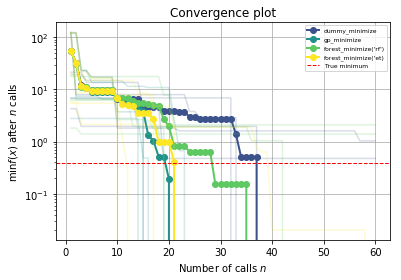 Convergence plot
dummy_minimize
gp_minimize
forest_minimize('rf')
forest_minimize('et)
True minimum
10²
10¹
10⁰
10⁻¹
min f(x) after n calls
0 10 20 30 40 50 60
Number of calls n